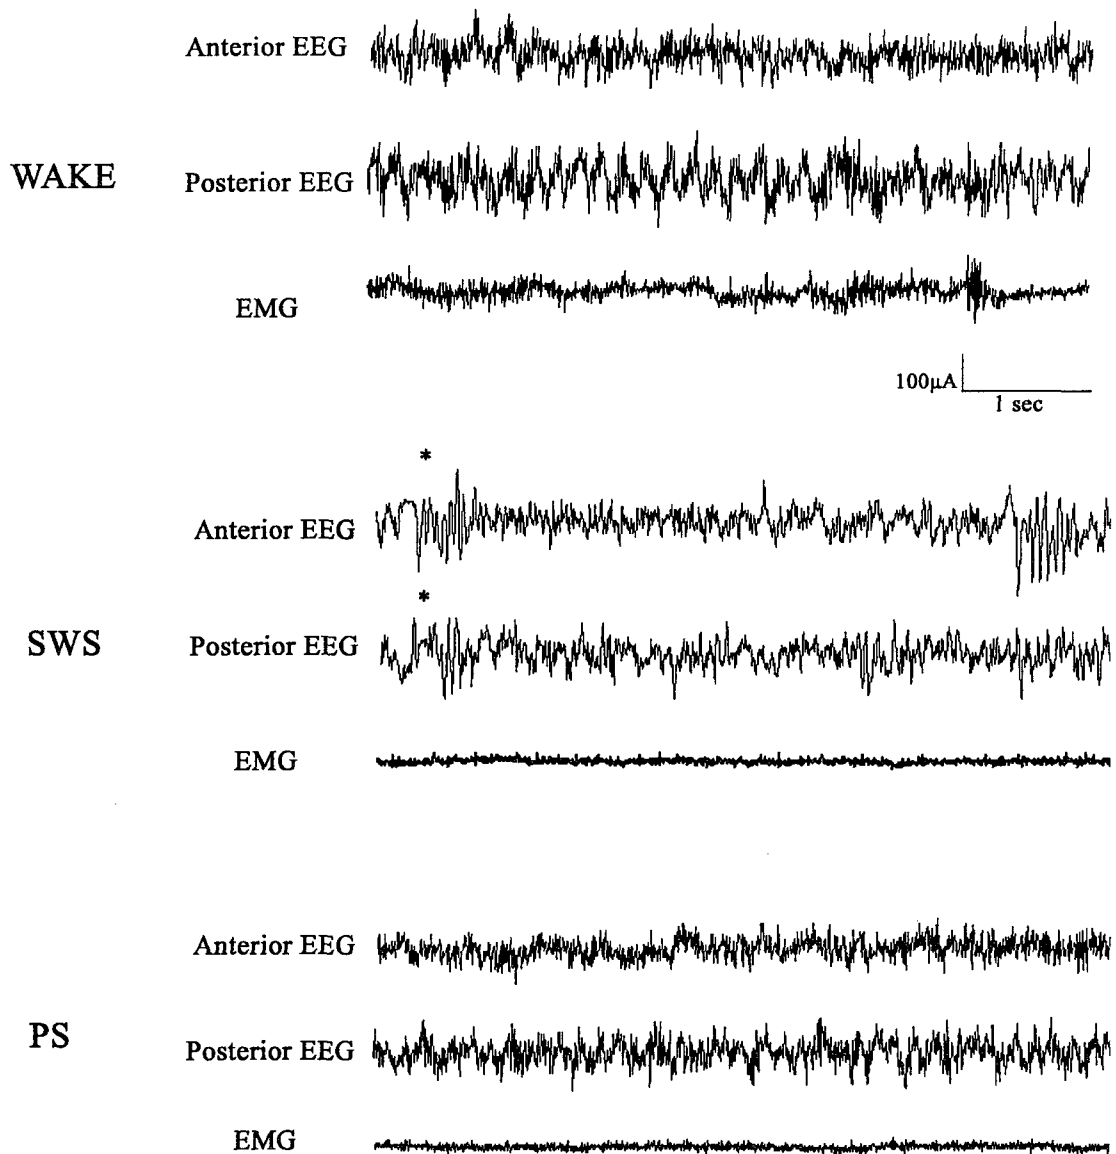 Anterior EEG
WAKE
Posterior EEG
EMG
100μA
1 sec
*
Anterior EEG
*
SWS
Posterior EEG
EMG
Anterior EEG
PS
Posterior EEG
EMG